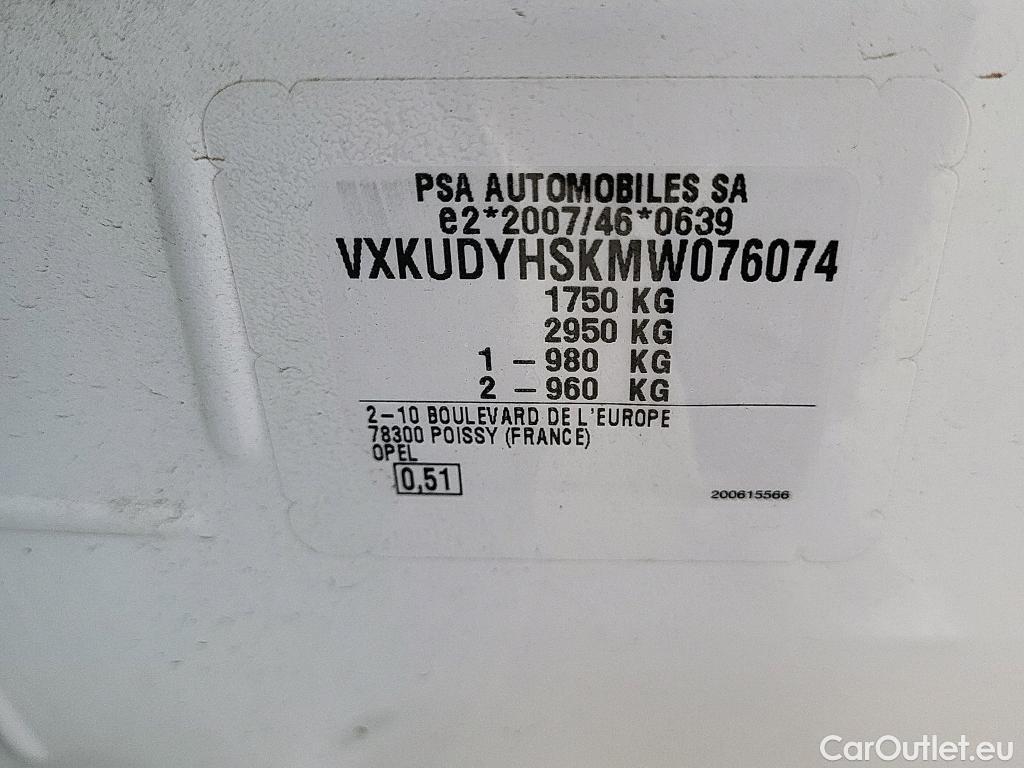 PSA AUTOMOBILES SA
e2*2007/46*0639
VXKUDYHSKMW076074
1750 KG
2950 KG
1 – 980 KG
2 – 960 KG
2–10 BOULEVARD DE L'EUROPE
78300 POISSY (FRANCE)
OPEL
0,51
200615566
CarOutlet.eu